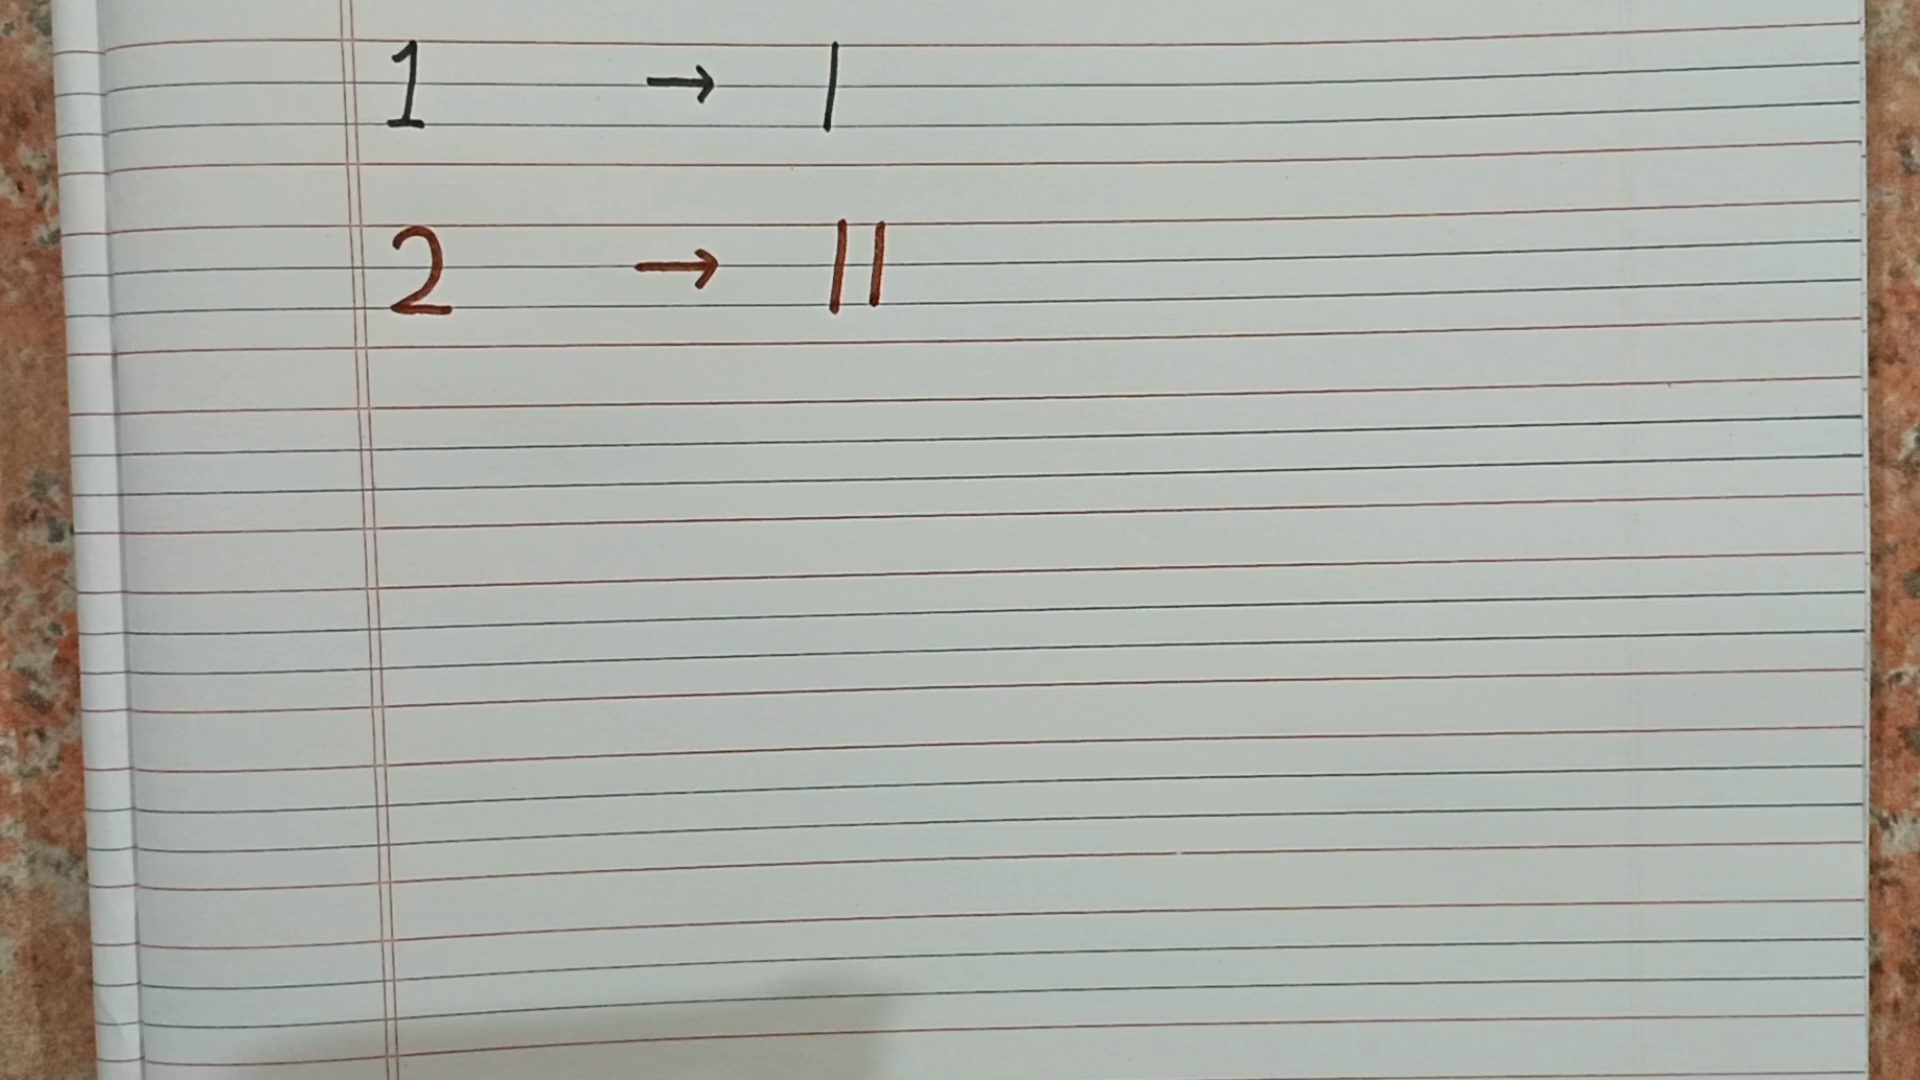 1 → |
2 → ||